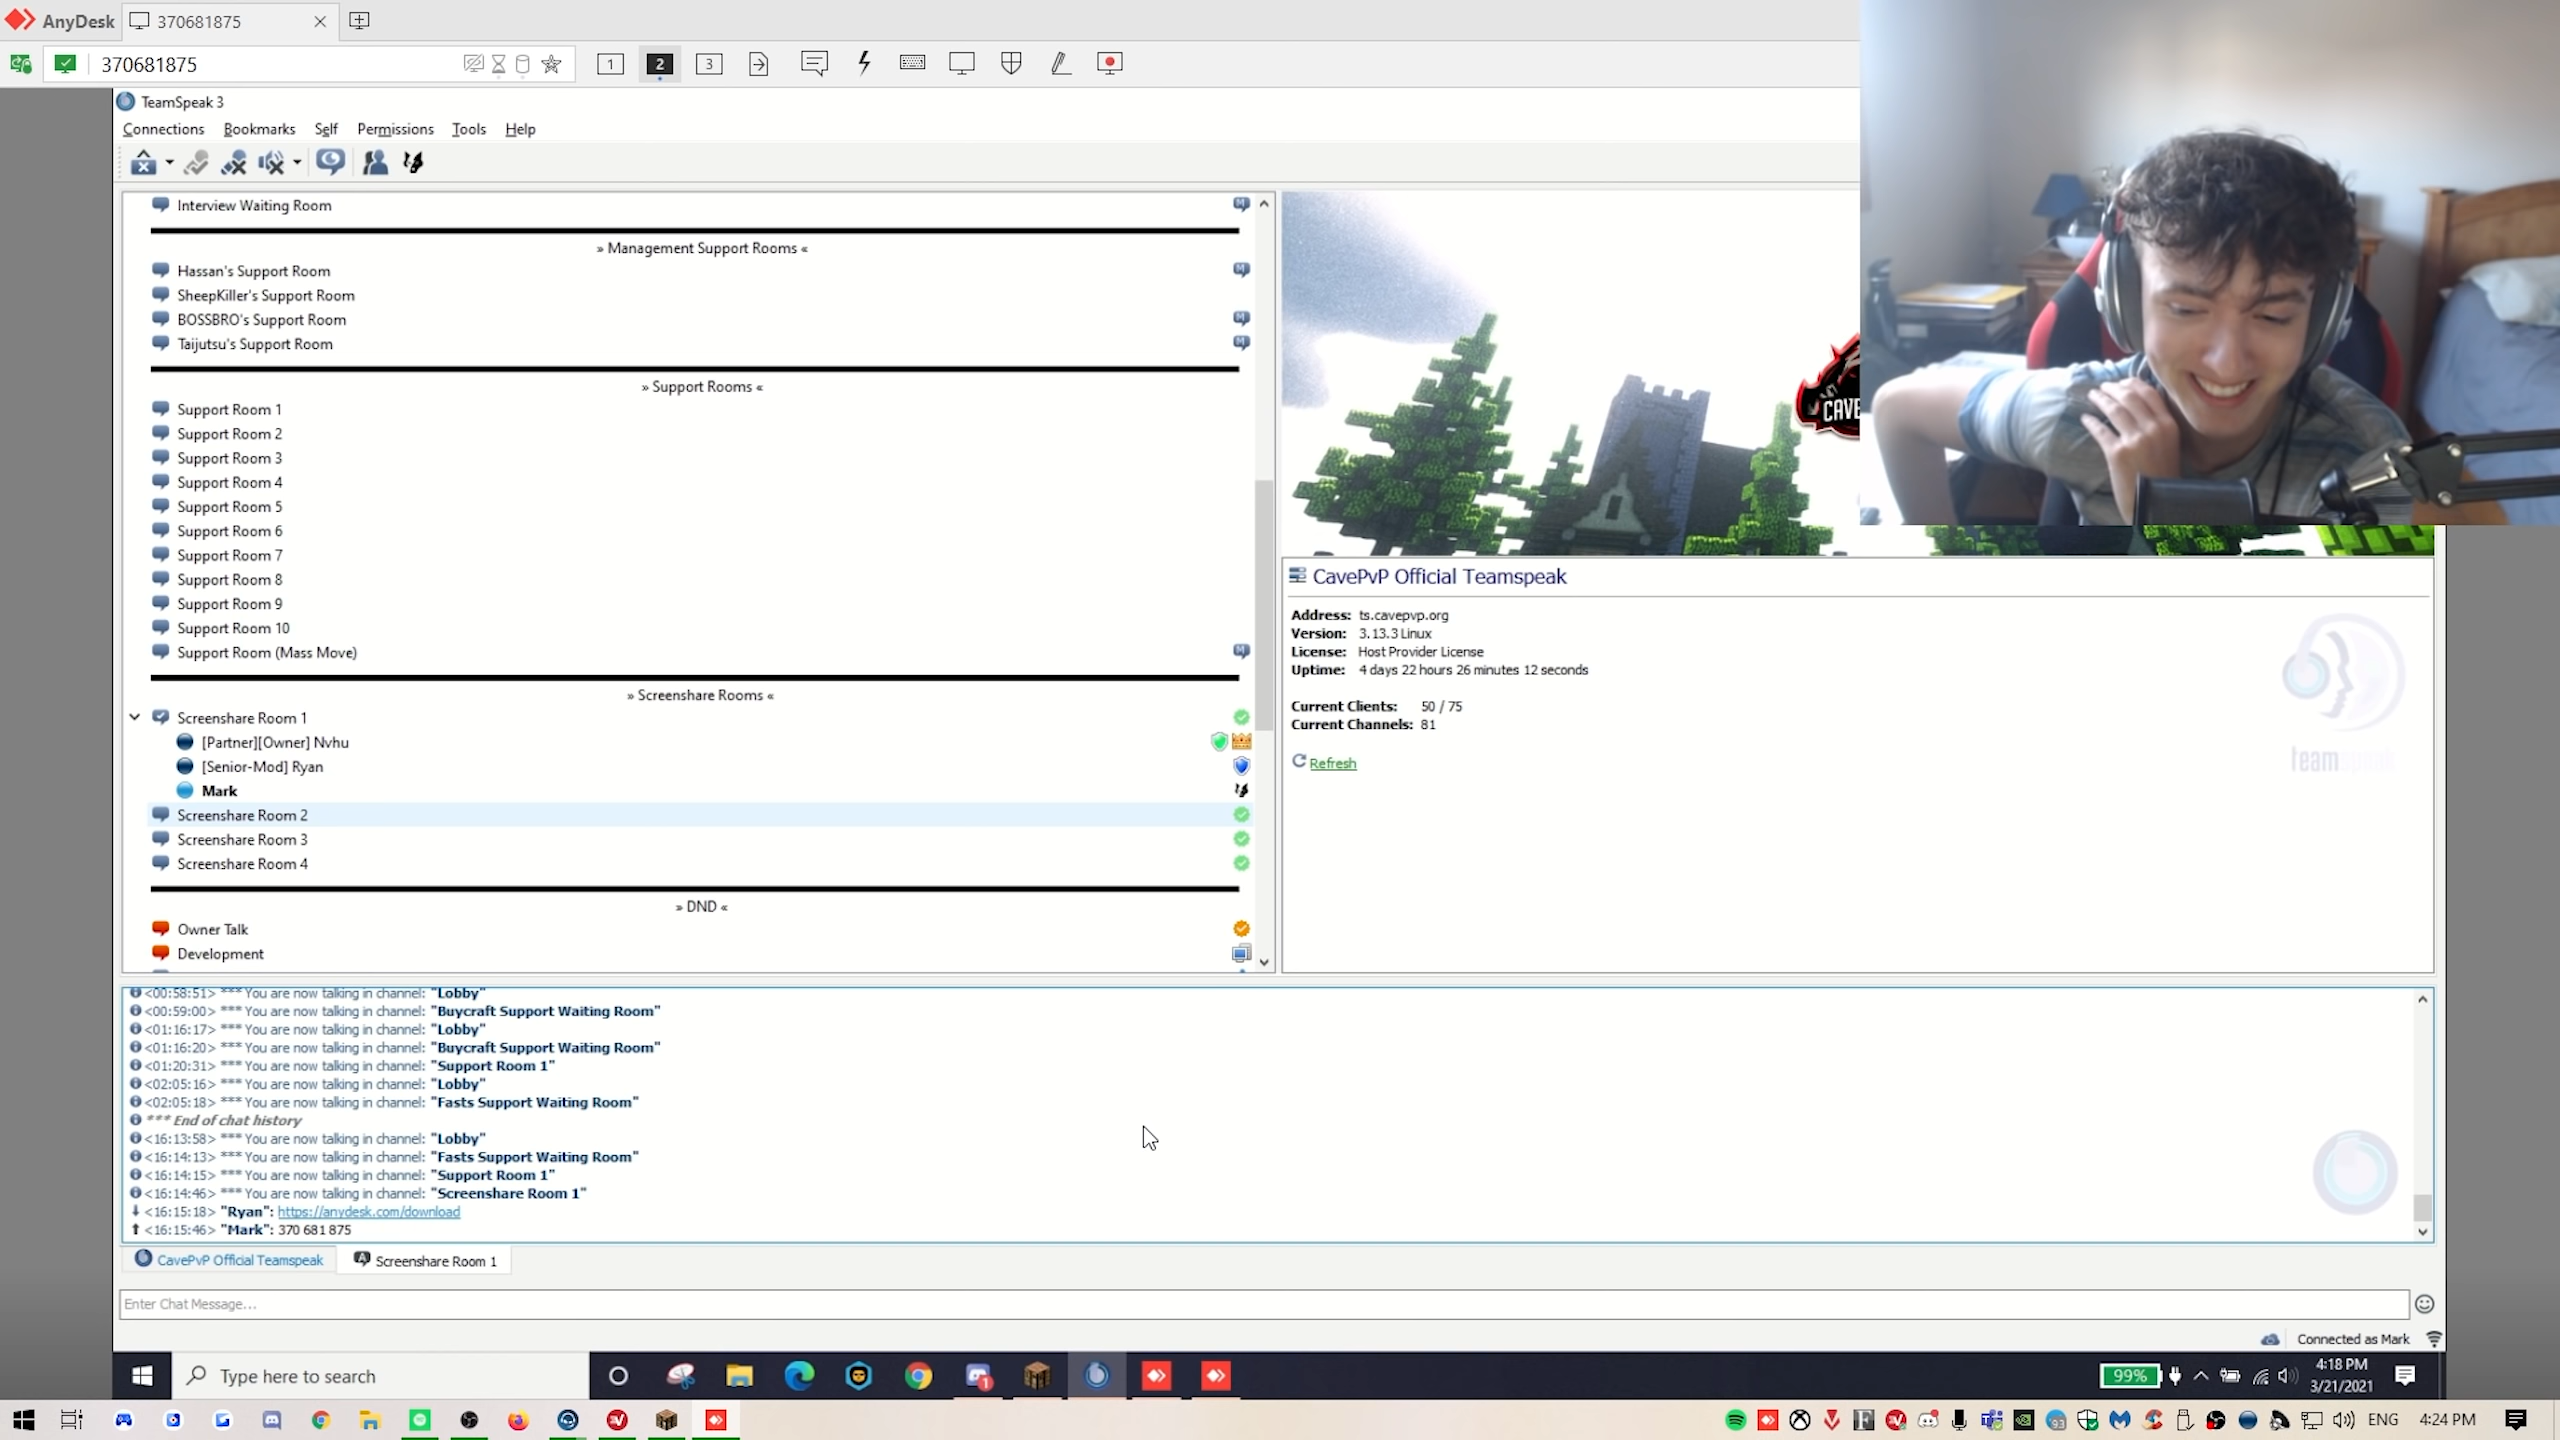 AnyDesk
370681875
370681875
1
2
3
TeamSpeak 3
Connections Bookmarks Self Permissions Tools Help
Interview Waiting Room
» Management Support Rooms «
Hassan's Support Room
SheepKiller's Support Room
BOSSBRO's Support Room
Taijutsu's Support Room
» Support Rooms «
Support Room 1
Support Room 2
Support Room 3
Support Room 4
Support Room 5
Support Room 6
Support Room 7
Support Room 8
Support Room 9
Support Room 10
Support Room (Mass Move)
» Screenshare Rooms «
Screenshare Room 1
[Partner][Owner] Nvhu
[Senior-Mod] Ryan
Mark
Screenshare Room 2
Screenshare Room 3
Screenshare Room 4
» DND «
Owner Talk
Development
CAVE
CavePvP Official Teamspeak
Address: ts.cavepvp.org
Version: 3.13.3 Linux
License: Host Provider License
Uptime: 4 days 22 hours 26 minutes 12 seconds
Current Clients: 50 / 75
Current Channels: 81
Refresh
teamspeak
<00:58:51> *** You are now talking in channel: "Lobby"
<00:59:00> *** You are now talking in channel: "Buycraft Support Waiting Room"
<01:16:17> *** You are now talking in channel: "Lobby"
<01:16:20> *** You are now talking in channel: "Buycraft Support Waiting Room"
<01:20:31> *** You are now talking in channel: "Support Room 1"
<02:05:16> *** You are now talking in channel: "Lobby"
<02:05:18> *** You are now talking in channel: "Fasts Support Waiting Room"
*** End of chat history
<16:13:58> *** You are now talking in channel: "Lobby"
<16:14:13> *** You are now talking in channel: "Fasts Support Waiting Room"
<16:14:15> *** You are now talking in channel: "Support Room 1"
<16:14:46> *** You are now talking in channel: "Screenshare Room 1"
<16:15:18> "Ryan": https://anydesk.com/download
<16:15:46> "Mark": 370 681 875
CavePvP Official Teamspeak
Screenshare Room 1
Enter Chat Message...
Connected as Mark
Type here to search
1
99%
4:18 PM
3/21/2021
93
ENG
4:24 PM